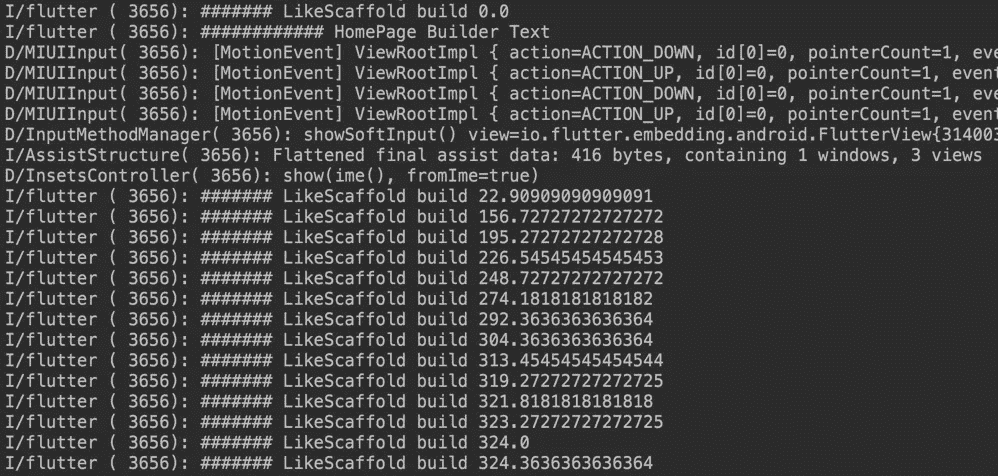 I/flutter ( 3656): ####### LikeScaffold build 0.0
I/flutter ( 3656): ############ HomePage Builder Text
D/MIUIInput( 3656): [MotionEvent] ViewRootImpl { action=ACTION_DOWN, id[0]=0, pointerCount=1, eve
D/MIUIInput( 3656): [MotionEvent] ViewRootImpl { action=ACTION_UP, id[0]=0, pointerCount=1, event
D/MIUIInput( 3656): [MotionEvent] ViewRootImpl { action=ACTION_DOWN, id[0]=0, pointerCount=1, eve
D/MIUIInput( 3656): [MotionEvent] ViewRootImpl { action=ACTION_UP, id[0]=0, pointerCount=1, event
D/InputMethodManager( 3656): showSoftInput() view=io.flutter.embedding.android.FlutterView{314003
I/AssistStructure( 3656): Flattened final assist data: 416 bytes, containing 1 windows, 3 views
D/InsetsController( 3656): show(ime(), fromIme=true)
I/flutter ( 3656): ####### LikeScaffold build 22.90909090909091
I/flutter ( 3656): ####### LikeScaffold build 156.72727272727272
I/flutter ( 3656): ####### LikeScaffold build 195.27272727272728
I/flutter ( 3656): ####### LikeScaffold build 226.54545454545453
I/flutter ( 3656): ####### LikeScaffold build 248.72727272727272
I/flutter ( 3656): ####### LikeScaffold build 274.1818181818182
I/flutter ( 3656): ####### LikeScaffold build 292.3636363636364
I/flutter ( 3656): ####### LikeScaffold build 304.3636363636364
I/flutter ( 3656): ####### LikeScaffold build 313.45454545454544
I/flutter ( 3656): ####### LikeScaffold build 319.27272727272725
I/flutter ( 3656): ####### LikeScaffold build 321.8181818181818
I/flutter ( 3656): ####### LikeScaffold build 323.27272727272725
I/flutter ( 3656): ####### LikeScaffold build 324.0
I/flutter ( 3656): ####### LikeScaffold build 324.3636363636364